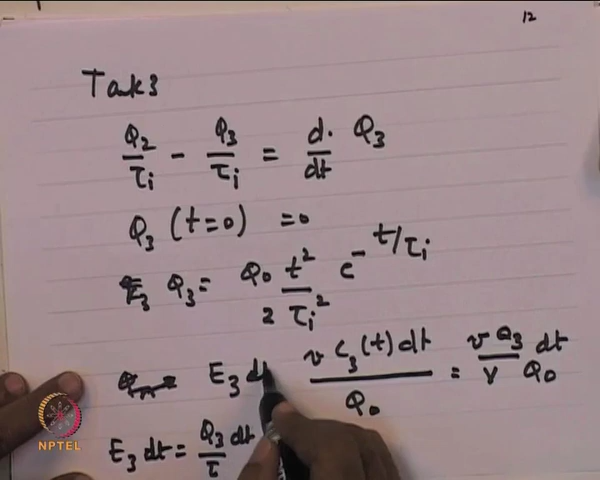 12
Tank 3
Q₂/τᵢ - Q₃/τᵢ = d/dt Q₃
Q₃ (t=0) =0
Q₃ = Q₀ t²/2 τᵢ² e^- t/τᵢ
E₃ dt v C₃(t) dt/Q₀ = v Q₃/V dt/Q₀
E₃ dt = Q₃ dt/τ
NPTEL